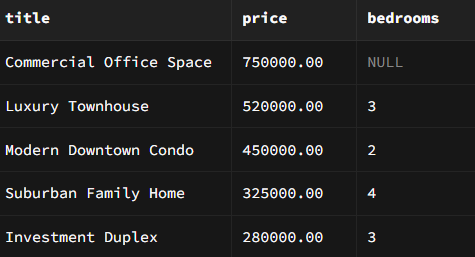 title price bedrooms
Commercial Office Space 750000.00 NULL
Luxury Townhouse 520000.00 3
Modern Downtown Condo 450000.00 2
Suburban Family Home 325000.00 4
Investment Duplex 280000.00 3